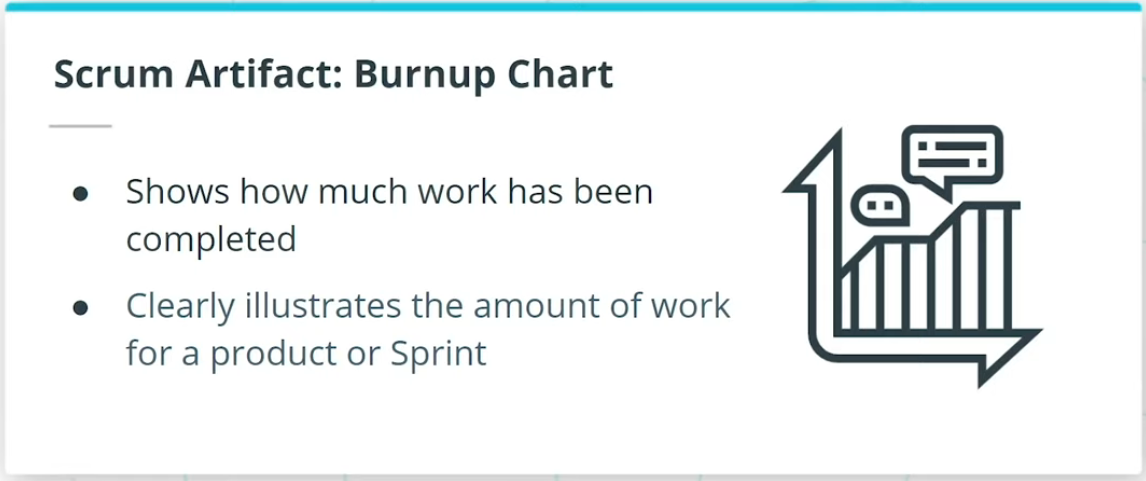 Scrum Artifact: Burnup Chart
● Shows how much work has been
completed
● Clearly illustrates the amount of work
for a product or Sprint